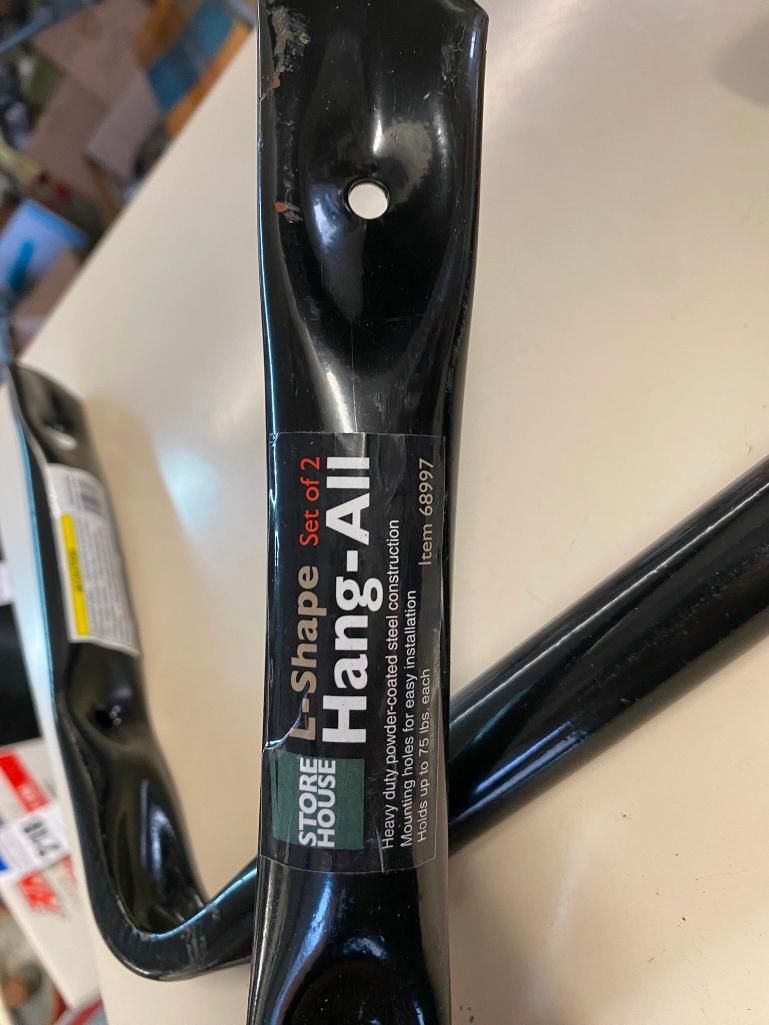 STORE
HOUSE
L-Shape Set of 2
Hang-All
Heavy duty powder-coated steel construction
Mounting holes for easy installation
Holds up to 75 lbs. each
Item 68997